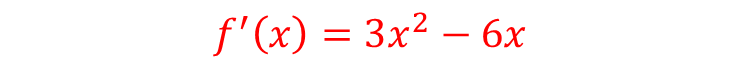 f′(x) = 3x² − 6x